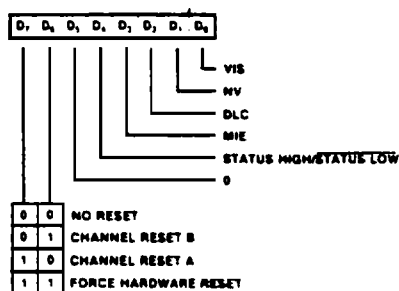 D₇ D₆ D₅ D₄ D₃ D₂ D₁ D₀
VIS
NV
DLC
MIE
STATUS HIGH/STATUS LOW
0
0 0 NO RESET
0 1 CHANNEL RESET B
1 0 CHANNEL RESET A
1 1 FORCE HARDWARE RESET